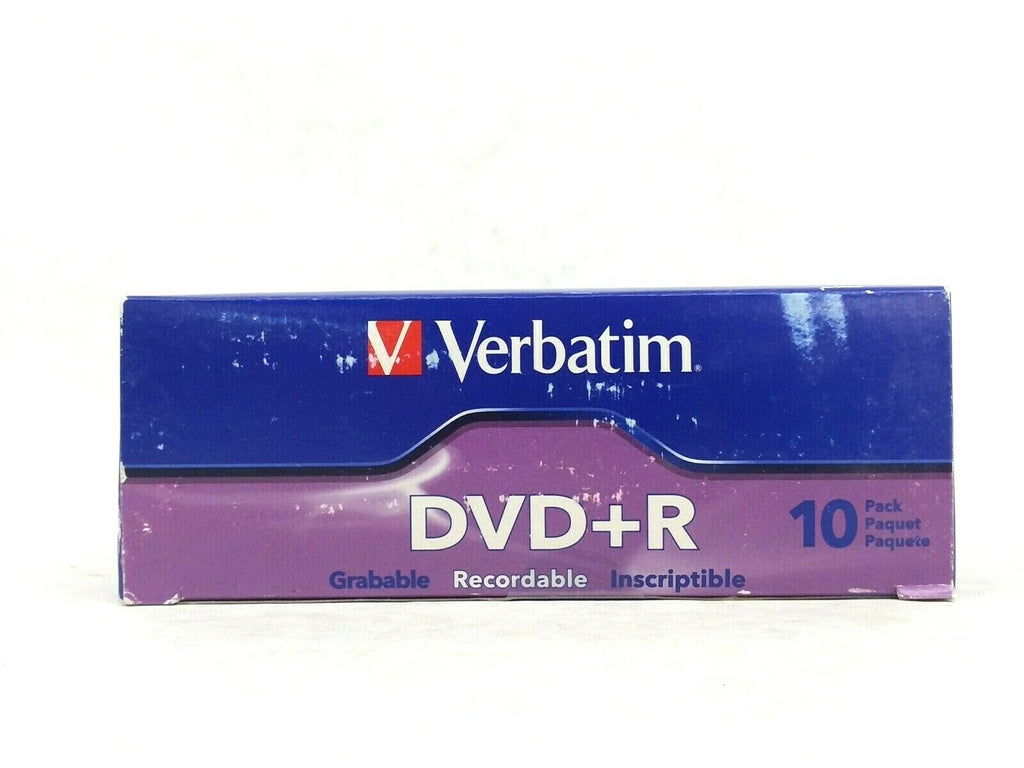 V Verbatim®
DVD+R
10 Pack
Paquet
Paquete
Grabable Recordable Inscriptible